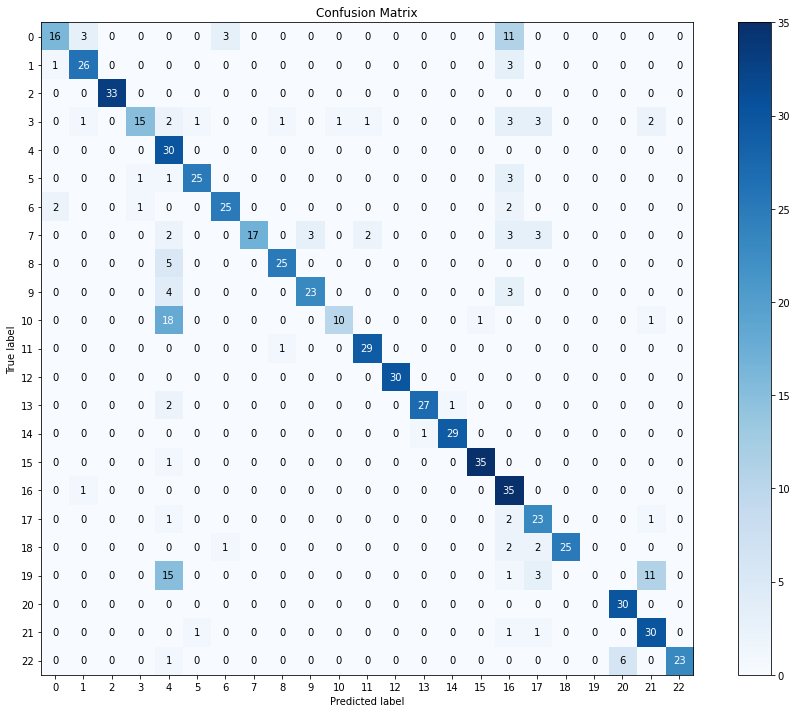 Confusion Matrix
0 16 3 0 0 0 0 3 0 0 0 0 0 0 0 0 0 11 0 0 0 0 0 0
1 1 26 0 0 0 0 0 0 0 0 0 0 0 0 0 0 3 0 0 0 0 0 0
2 0 0 33 0 0 0 0 0 0 0 0 0 0 0 0 0 0 0 0 0 0 0 0
3 0 1 0 15 2 1 0 0 1 0 1 1 0 0 0 0 3 3 0 0 0 2 0
4 0 0 0 0 30 0 0 0 0 0 0 0 0 0 0 0 0 0 0 0 0 0 0
5 0 0 0 1 1 25 0 0 0 0 0 0 0 0 0 0 3 0 0 0 0 0 0
6 2 0 0 1 0 0 25 0 0 0 0 0 0 0 0 0 2 0 0 0 0 0 0
7 0 0 0 0 2 0 0 17 0 3 0 2 0 0 0 0 3 3 0 0 0 0 0
8 0 0 0 0 5 0 0 0 25 0 0 0 0 0 0 0 0 0 0 0 0 0 0
9 0 0 0 0 4 0 0 0 0 23 0 0 0 0 0 0 3 0 0 0 0 0 0
10 0 0 0 0 18 0 0 0 0 0 10 0 0 0 0 1 0 0 0 0 0 1 0
11 0 0 0 0 0 0 0 0 1 0 0 29 0 0 0 0 0 0 0 0 0 0 0
12 0 0 0 0 0 0 0 0 0 0 0 0 30 0 0 0 0 0 0 0 0 0 0
13 0 0 0 0 2 0 0 0 0 0 0 0 0 27 1 0 0 0 0 0 0 0 0
14 0 0 0 0 0 0 0 0 0 0 0 0 0 1 29 0 0 0 0 0 0 0 0
15 0 0 0 0 1 0 0 0 0 0 0 0 0 0 0 35 0 0 0 0 0 0 0
16 0 1 0 0 0 0 0 0 0 0 0 0 0 0 0 0 35 0 0 0 0 0 0
17 0 0 0 0 1 0 0 0 0 0 0 0 0 0 0 0 2 23 0 0 0 1 0
18 0 0 0 0 0 0 1 0 0 0 0 0 0 0 0 0 2 2 25 0 0 0 0
19 0 0 0 0 15 0 0 0 0 0 0 0 0 0 0 0 1 3 0 0 0 11 0
20 0 0 0 0 0 0 0 0 0 0 0 0 0 0 0 0 0 0 0 0 30 0 0
21 0 0 0 0 0 1 0 0 0 0 0 0 0 0 0 0 1 1 0 0 0 30 0
22 0 0 0 0 1 0 0 0 0 0 0 0 0 0 0 0 0 0 0 0 6 0 23
0 1 2 3 4 5 6 7 8 9 10 11 12 13 14 15 16 17 18 19 20 21 22
Predicted label
True label
35
30
25
20
15
10
5
0